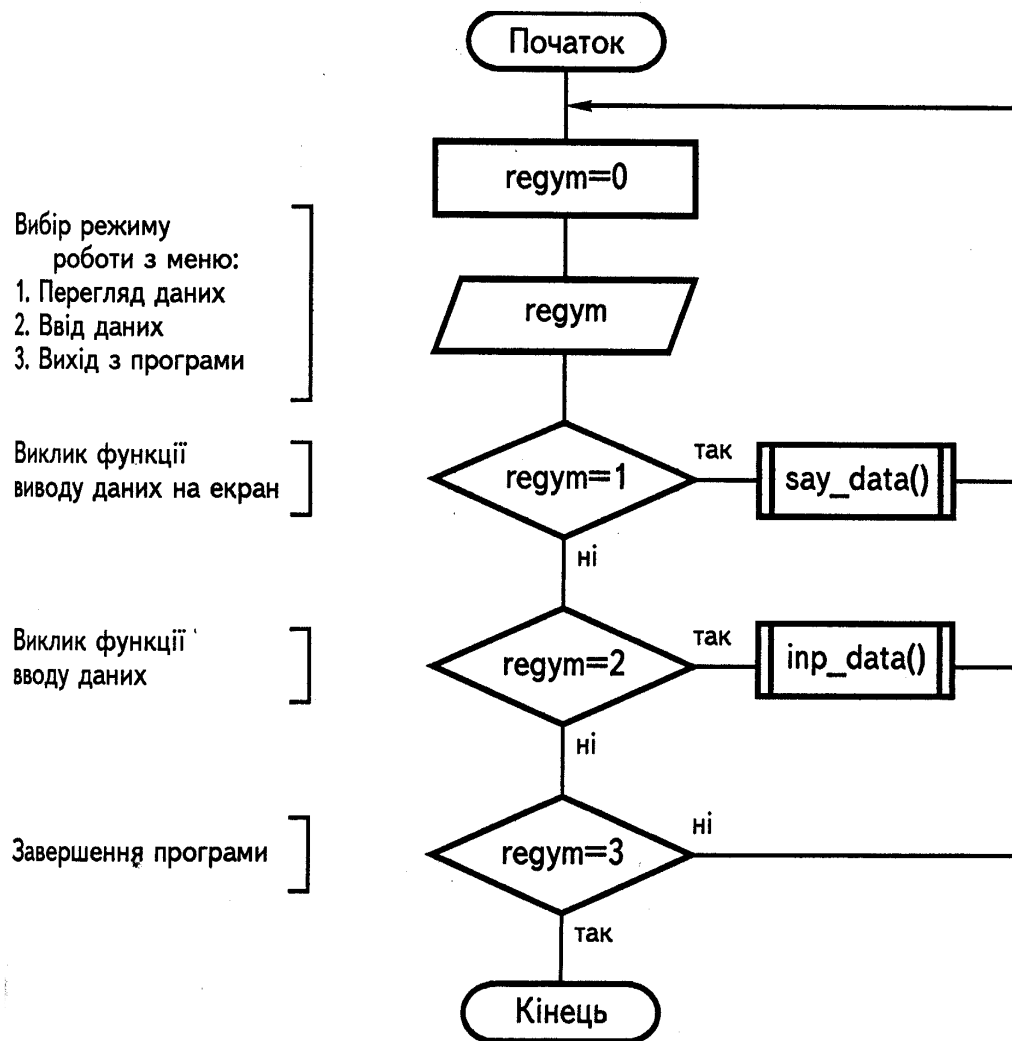 Початок
regym=0
Вибір режиму
роботи з меню:
1. Перегляд даних
2. Ввід даних
3. Вихід з програми
regym
Виклик функції
виводу даних на екран
regym=1
так
say_data()
ні
Виклик функції
вводу даних
regym=2
так
inp_data()
ні
Завершення програми
regym=3
ні
так
Кінець